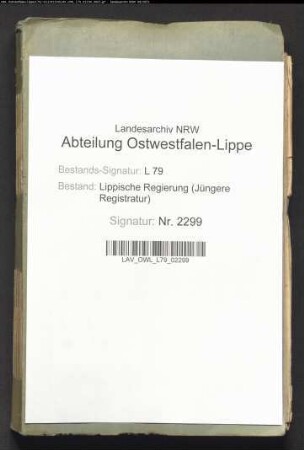 Landesarchiv NRW
Abteilung Ostwestfalen-Lippe
Bestands-Signatur: L 79
Bestand: Lippische Regierung (Jüngere
Registratur)
Signatur: Nr. 2299
LAV_OWL_L79_02299